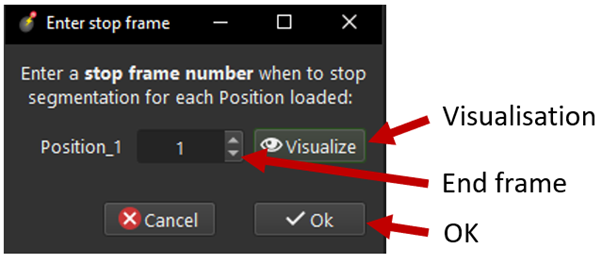 Enter stop frame
Enter a stop frame number when to stop
segmentation for each Position loaded:
Position_1 1 Visualize
Cancel Ok
Visualisation
End frame
OK